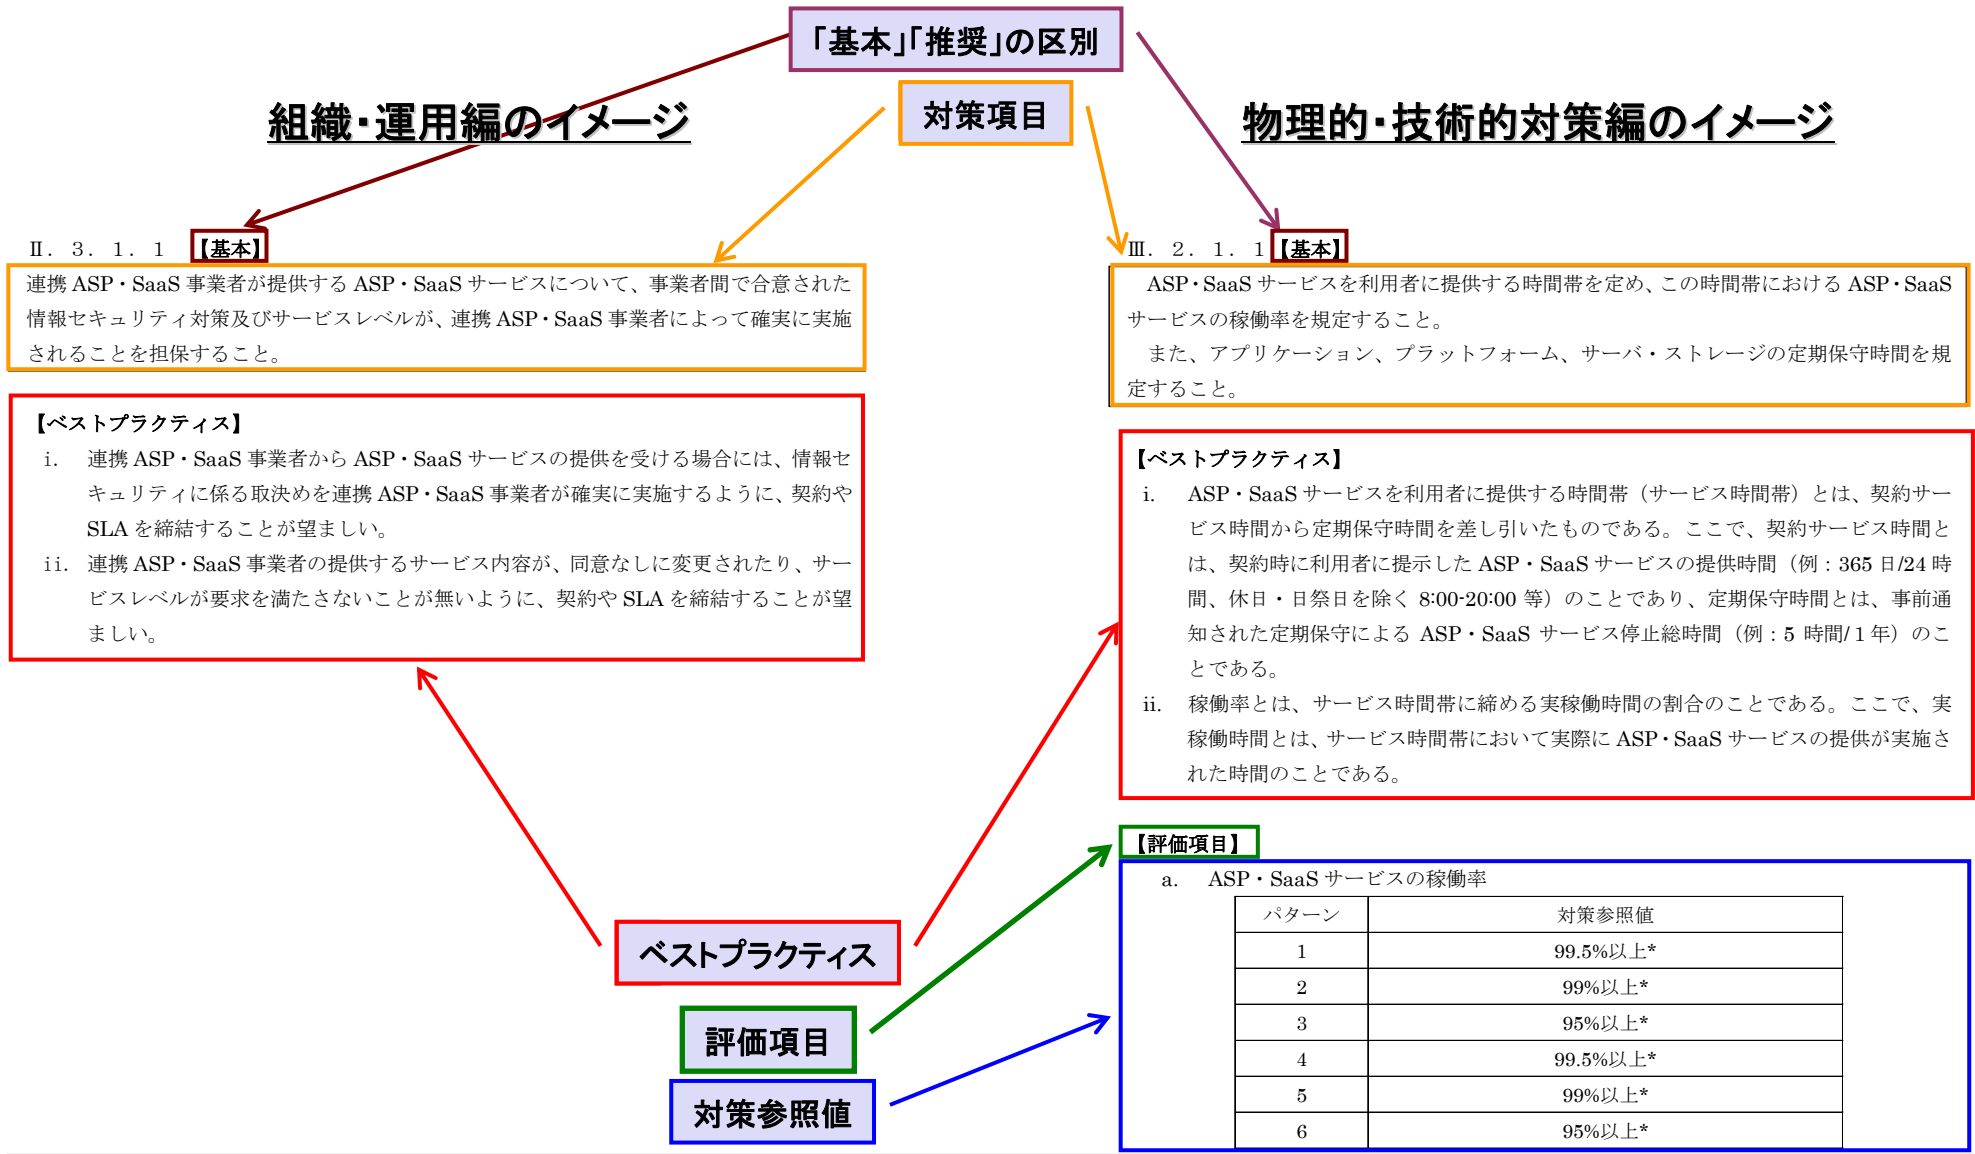 「基本」「推奨」の区別
対策項目
組織・運用編のイメージ
物理的・技術的対策編のイメージ
Ⅱ．３．１．１ 【基本】
連携 ASP・SaaS 事業者が提供する ASP・SaaS サービスについて、事業者間で合意された
情報セキュリティ対策及びサービスレベルが、連携 ASP・SaaS 事業者によって確実に実施
されることを担保すること。
【ベストプラクティス】
i. 連携 ASP・SaaS 事業者から ASP・SaaS サービスの提供を受ける場合には、情報セ
キュリティに係る取決めを連携 ASP・SaaS 事業者が確実に実施するように、契約や
SLA を締結することが望ましい。
ii. 連携 ASP・SaaS 事業者の提供するサービス内容が、同意なしに変更されたり、サー
ビスレベルが要求を満たさないことが無いように、契約や SLA を締結することが望
ましい。
Ⅲ．２．１．１ 【基本】
ASP・SaaS サービスを利用者に提供する時間帯を定め、この時間帯における ASP・SaaS
サービスの稼働率を規定すること。
また、アプリケーション、プラットフォーム、サーバ・ストレージの定期保守時間を規
定すること。
【ベストプラクティス】
i. ASP・SaaS サービスを利用者に提供する時間帯（サービス時間帯）とは、契約サー
ビス時間から定期保守時間を差し引いたものである。ここで、契約サービス時間と
は、契約時に利用者に提示した ASP・SaaS サービスの提供時間（例：365 日/24 時
間、休日・日祭日を除く 8:00-20:00 等）のことであり、定期保守時間とは、事前通
知された定期保守による ASP・SaaS サービス停止総時間（例：5 時間/１年）のこ
とである。
ii. 稼働率とは、サービス時間帯に締める実稼働時間の割合のことである。ここで、実
稼働時間とは、サービス時間帯において実際に ASP・SaaS サービスの提供が実施さ
れた時間のことである。
【評価項目】
a. ASP・SaaS サービスの稼働率
パターン 対策参照値
1 99.5%以上*
2 99%以上*
3 95%以上*
4 99.5%以上*
5 99%以上*
6 95%以上*
ベストプラクティス
評価項目
対策参照値